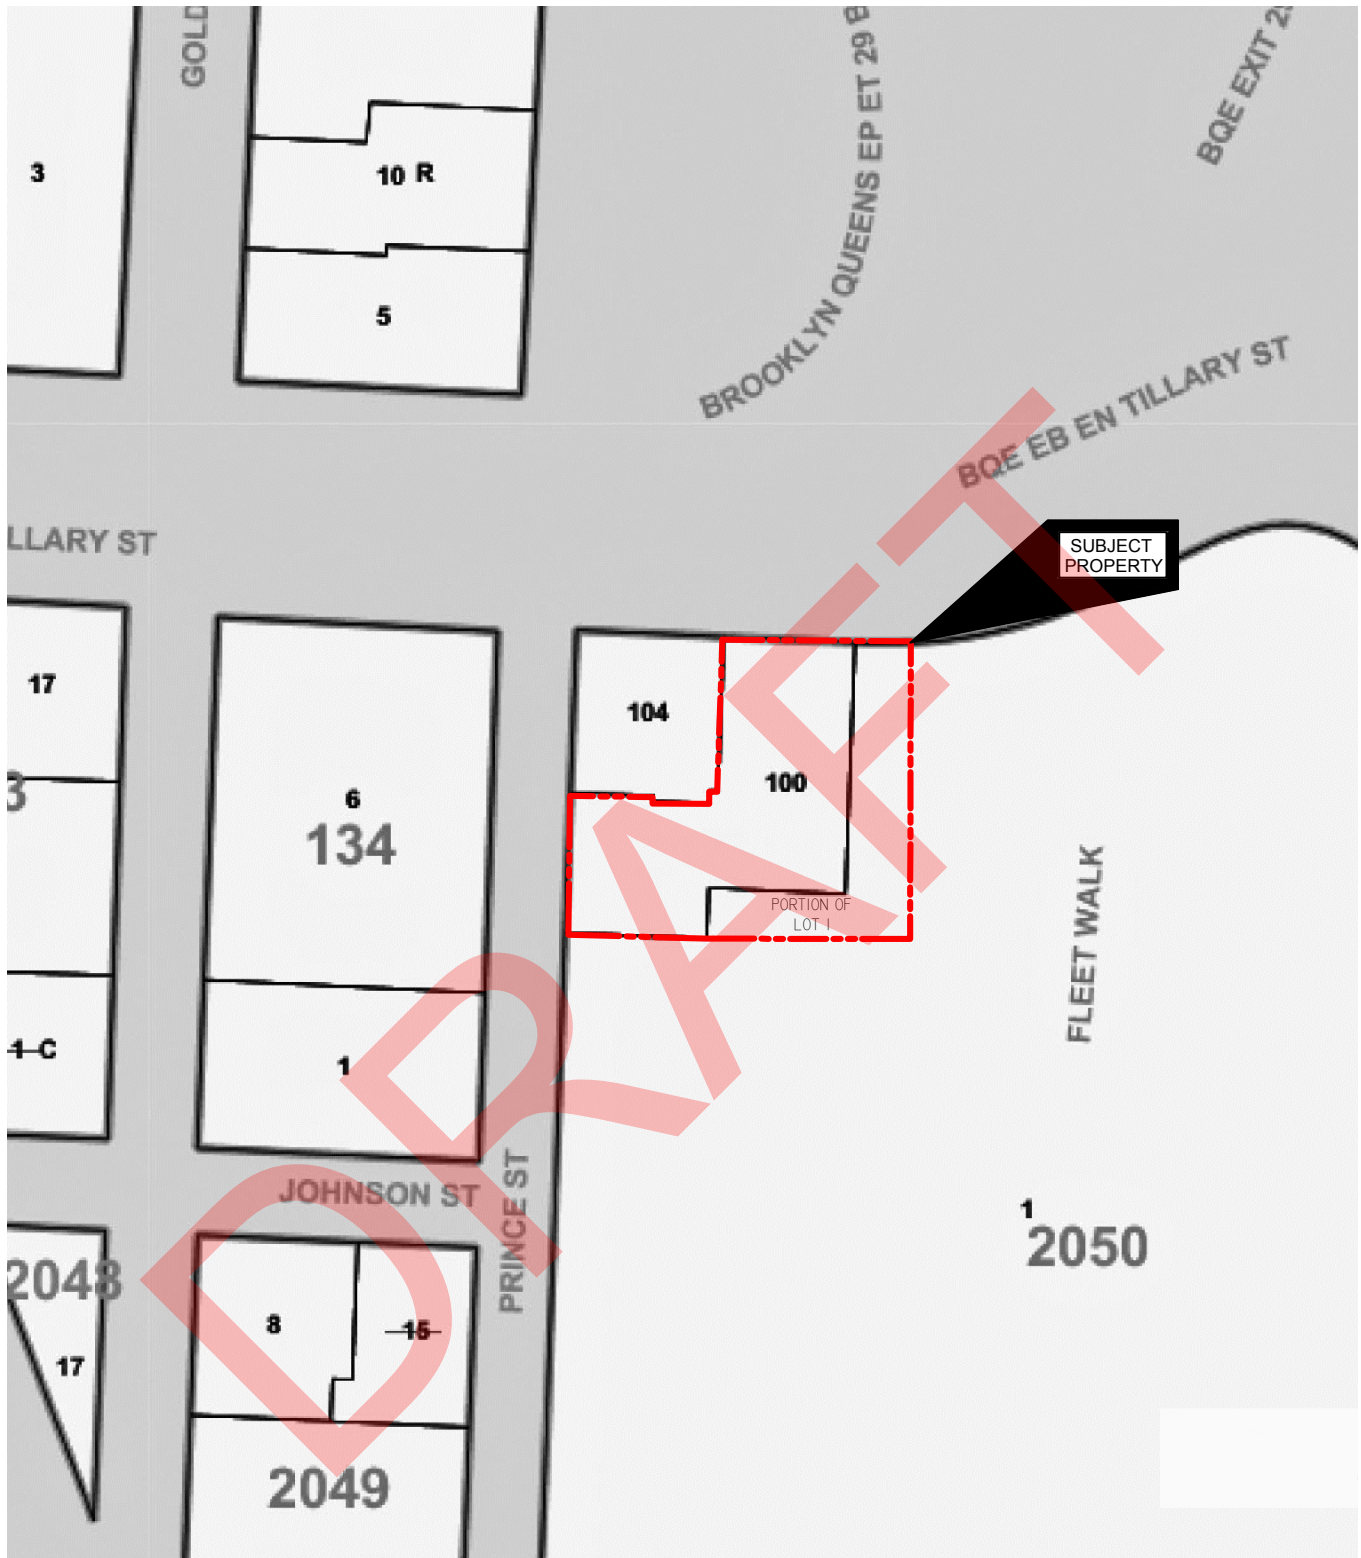 GOLD
BROOKLYN QUEENS EP ET 29 B
BQE EXIT 29
3
10 R
5
BQE EB EN TILLARY ST
LLARY ST
SUBJECT
PROPERTY
17
104
100
3
6
134
PORTION OF
LOT 1
FLEET WALK
1 C
1
JOHNSON ST
PRINCE ST
1
2050
2048
8
15
17
2049
DRAFT